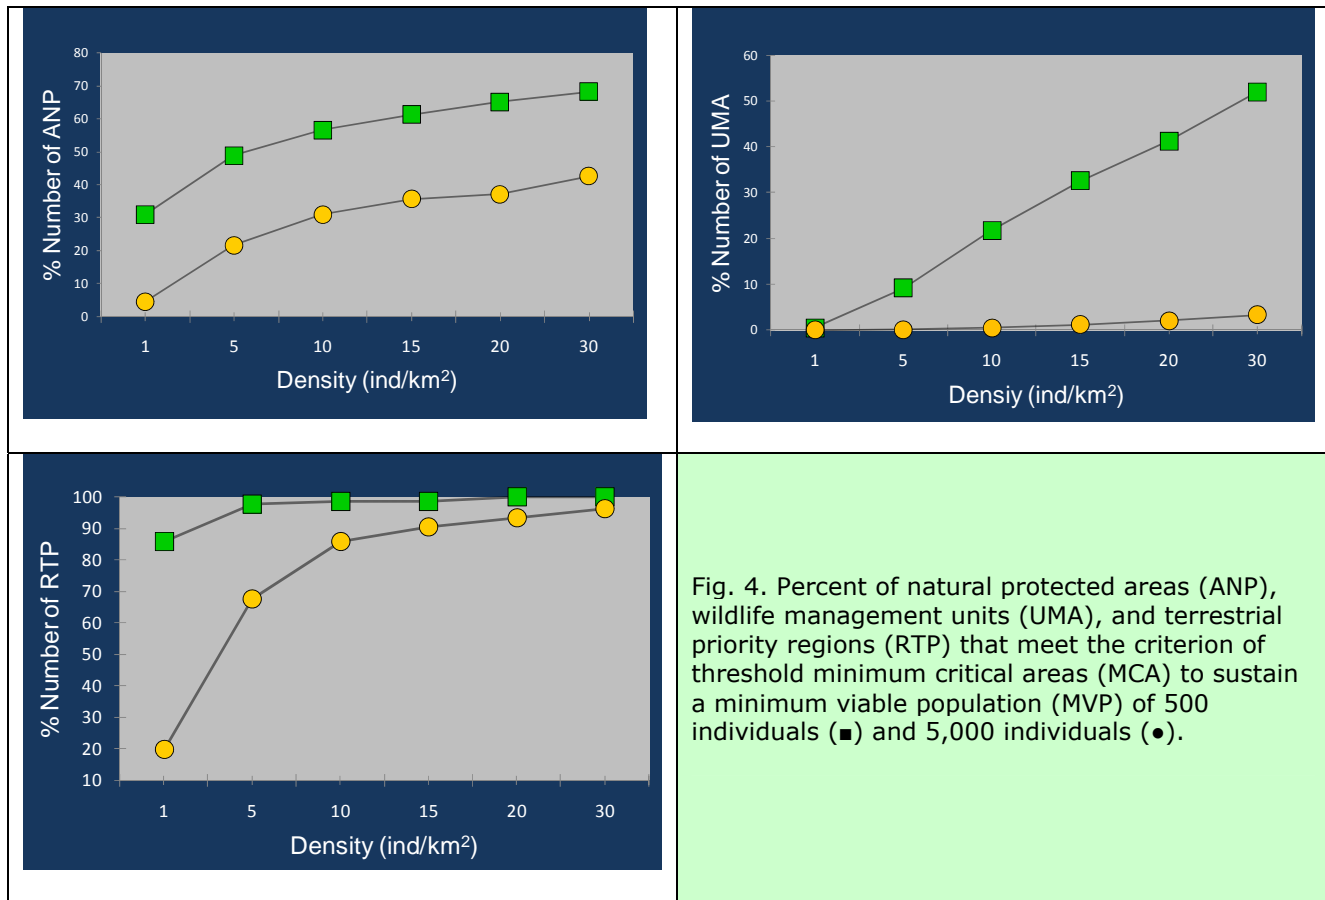 80
70
60
50
40
30
20
10
0
% Number of ANP
1 5 10 15 20 30
Density (ind/km²)
60
50
40
30
20
10
0
% Number of UMA
1 5 10 15 20 30
Densiy (ind/km²)
100
90
80
70
60
50
40
30
20
10
% Number of RTP
1 5 10 15 20 30
Density (ind/km²)
Fig. 4. Percent of natural protected areas (ANP),
wildlife management units (UMA), and terrestrial
priority regions (RTP) that meet the criterion of
threshold minimum critical areas (MCA) to sustain
a minimum viable population (MVP) of 500
individuals (■) and 5,000 individuals (●).